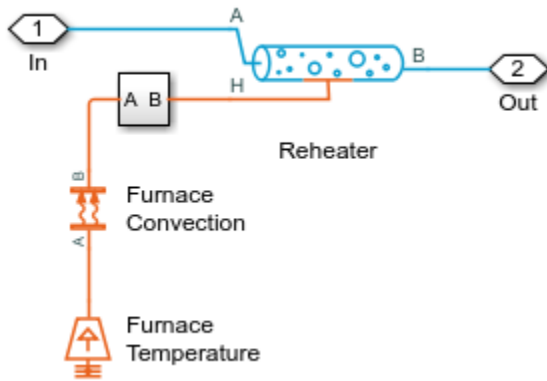 1
In
A
B
2
Out
H
A B
Reheater
B
Furnace
Convection
A
Furnace
Temperature